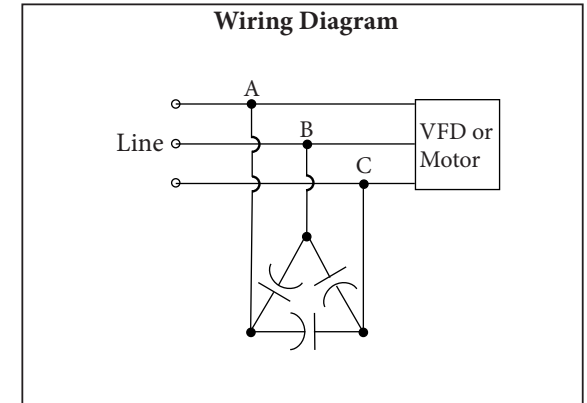 Wiring Diagram
A
B
Line
VFD or
Motor
C